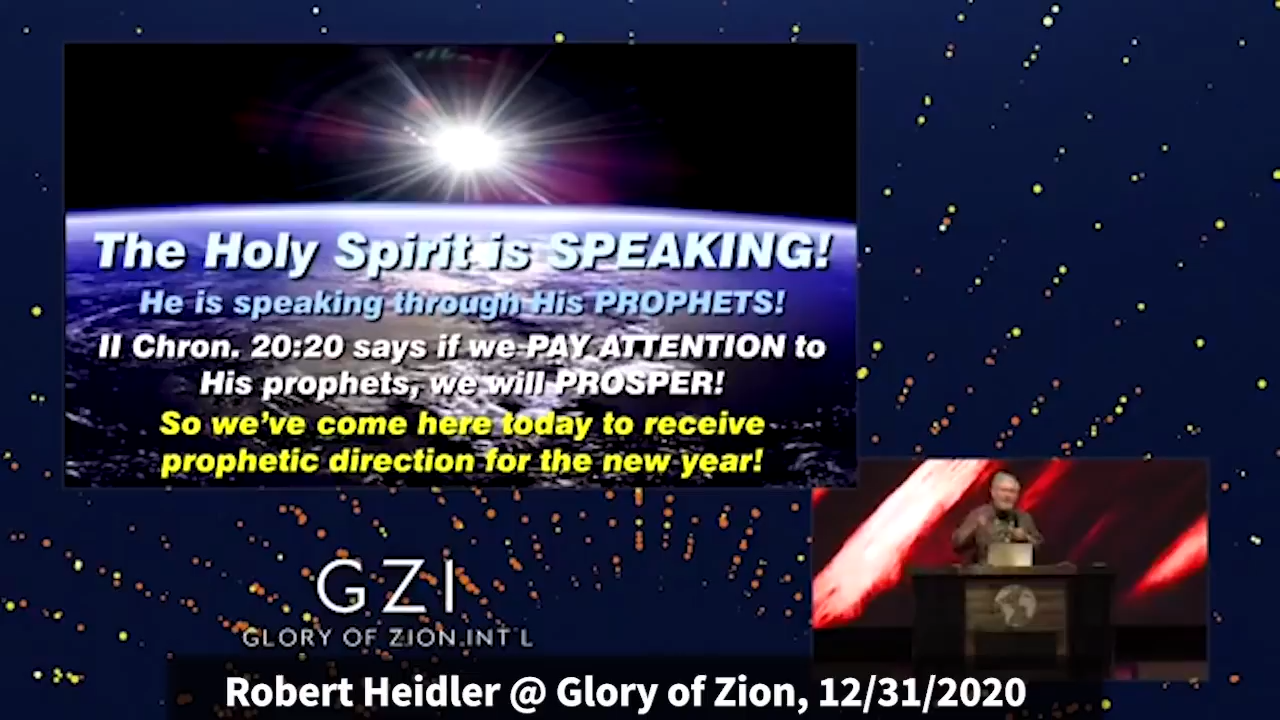 The Holy Spirit is SPEAKING!
He is speaking through His PROPHETS!
II Chron. 20:20 says if we PAY ATTENTION to
His prophets, we will PROSPER!
So we've come here today to receive
prophetic direction for the new year!
GZI
GLORY OF ZION INT'L
Robert Heidler @ Glory of Zion, 12/31/2020